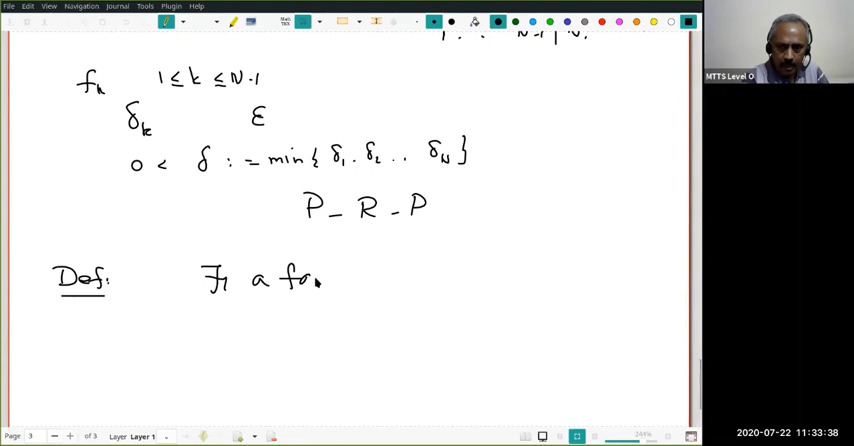 File Edit View Navigation Journal Tools Plugin Help
f_k 1 ≤ k ≤ N-1
δ_k ε
0 < δ := min { δ_1 . δ_2 . . . δ_N }
P - R - P
Def: a fa
MTTS Level O
Page 3 of 3 Layer Layer 1
244%
2020-07-22 11:33:38